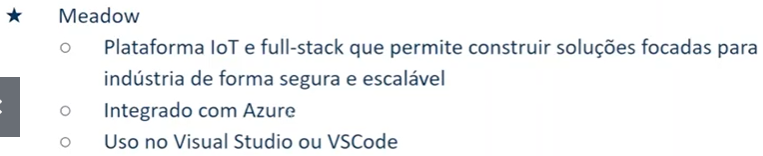 ★ Meadow
○ Plataforma IoT e full-stack que permite construir soluções focadas para
indústria de forma segura e escalável
○ Integrado com Azure
○ Uso no Visual Studio ou VSCode